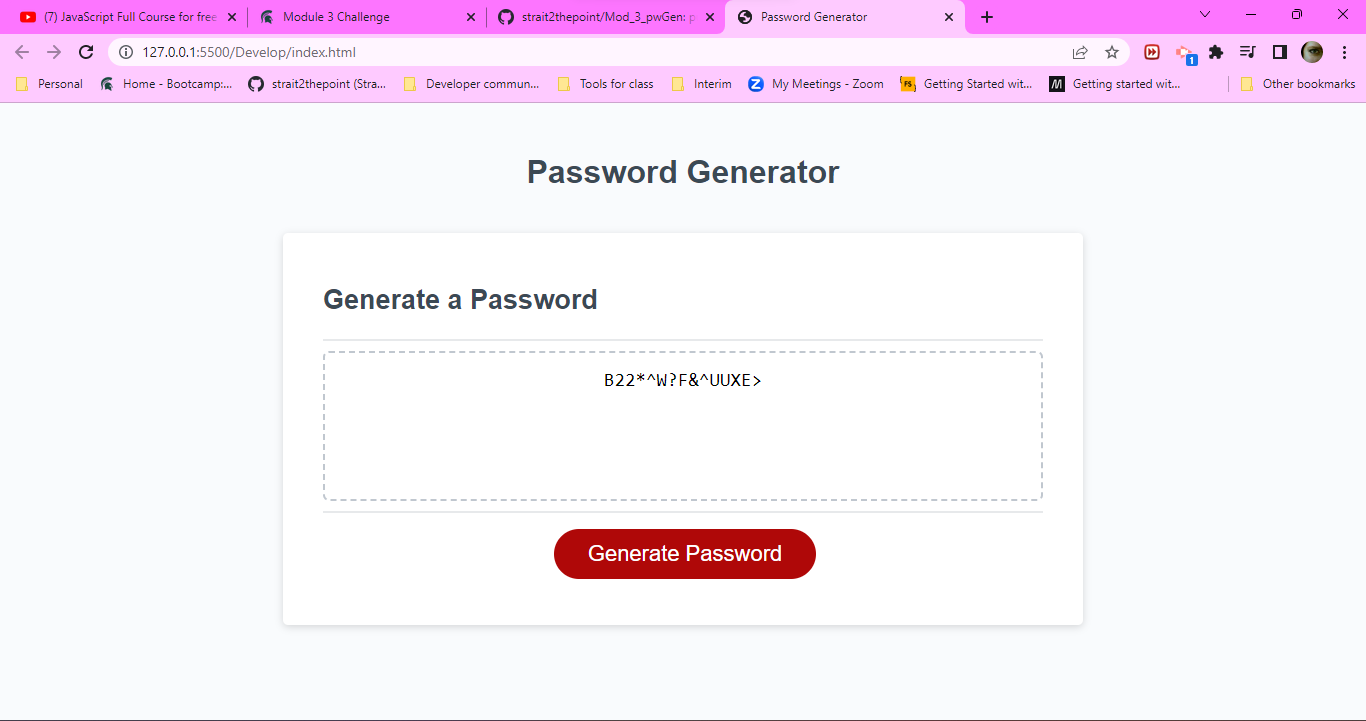 (7) JavaScript Full Course for free
Module 3 Challenge
strait2thepoint/Mod_3_pwGen: p
Password Generator
127.0.0.1:5500/Develop/index.html
1
Personal
Home - Bootcamp:...
strait2thepoint (Stra...
Developer commun...
Tools for class
Interim
My Meetings - Zoom
FS
Getting Started wit...
M
Getting started wit...
Other bookmarks
Password Generator
Generate a Password
B22*^W?F&^UUXE>
Generate Password